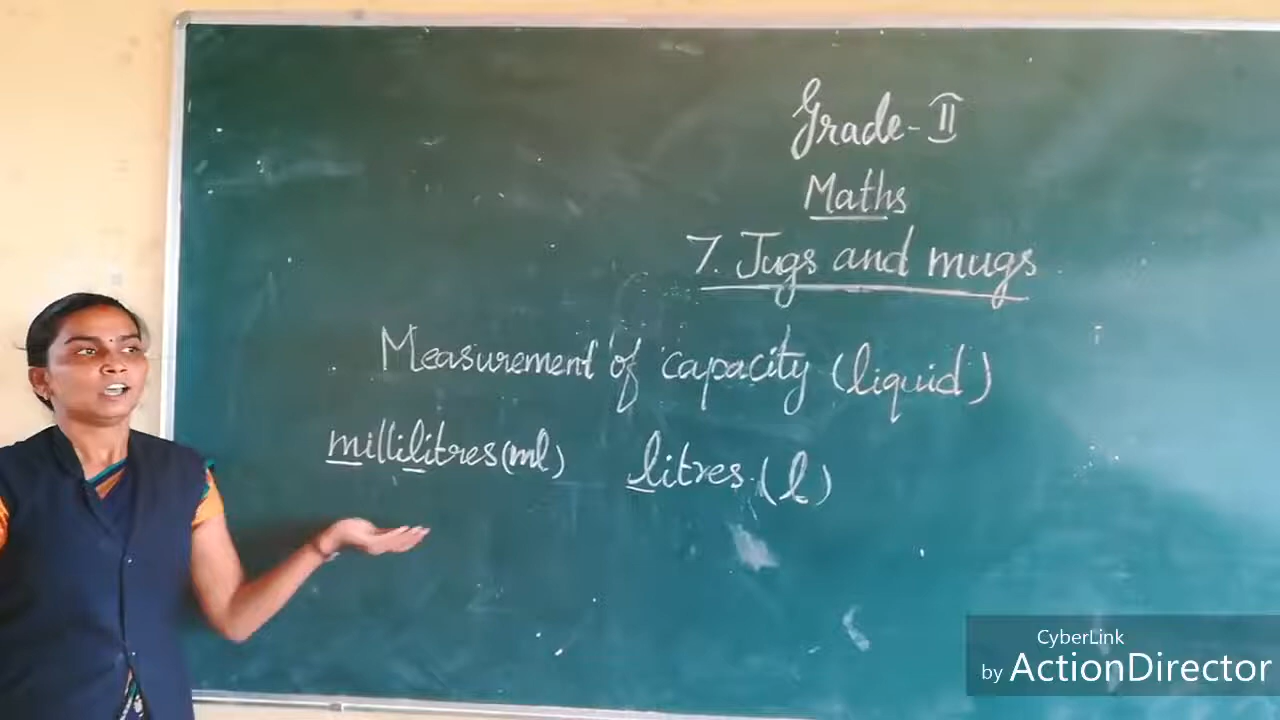 Grade-II
Maths
7. Jugs and mugs
Measurement of capacity (liquid)
millilitres(ml) litres.(l)
CyberLink
by ActionDirector